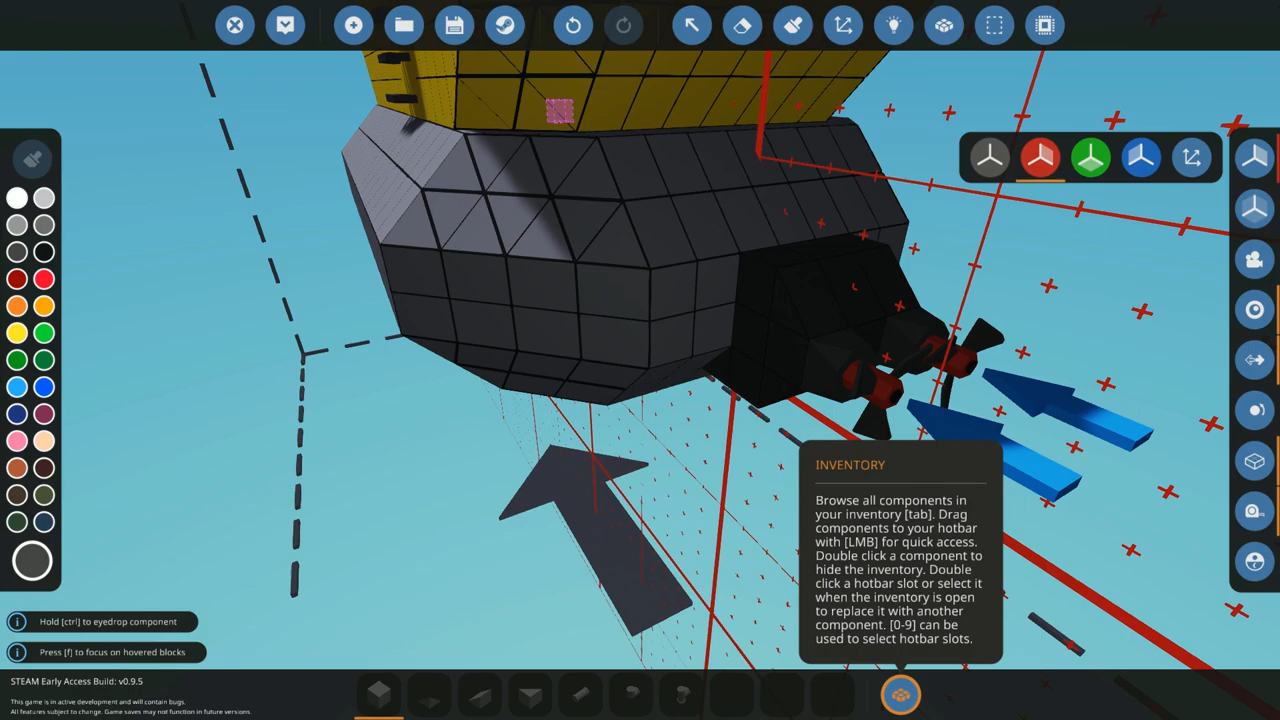 INVENTORY
Browse all components in
your inventory [tab]. Drag
components to your hotbar
with [LMB] for quick access.
Double click a component to
hide the inventory. Double
click a hotbar slot or select it
when the inventory is open
to replace it with another
component. [0-9] can be
used to select hotbar slots.
Hold [ctrl] to eyedrop component
Press [f] to focus on hovered blocks
STEAM Early Access Build: v0.9.5
This game is in active development and will contain bugs.
All features subject to change. Game saves may not function in future versions.